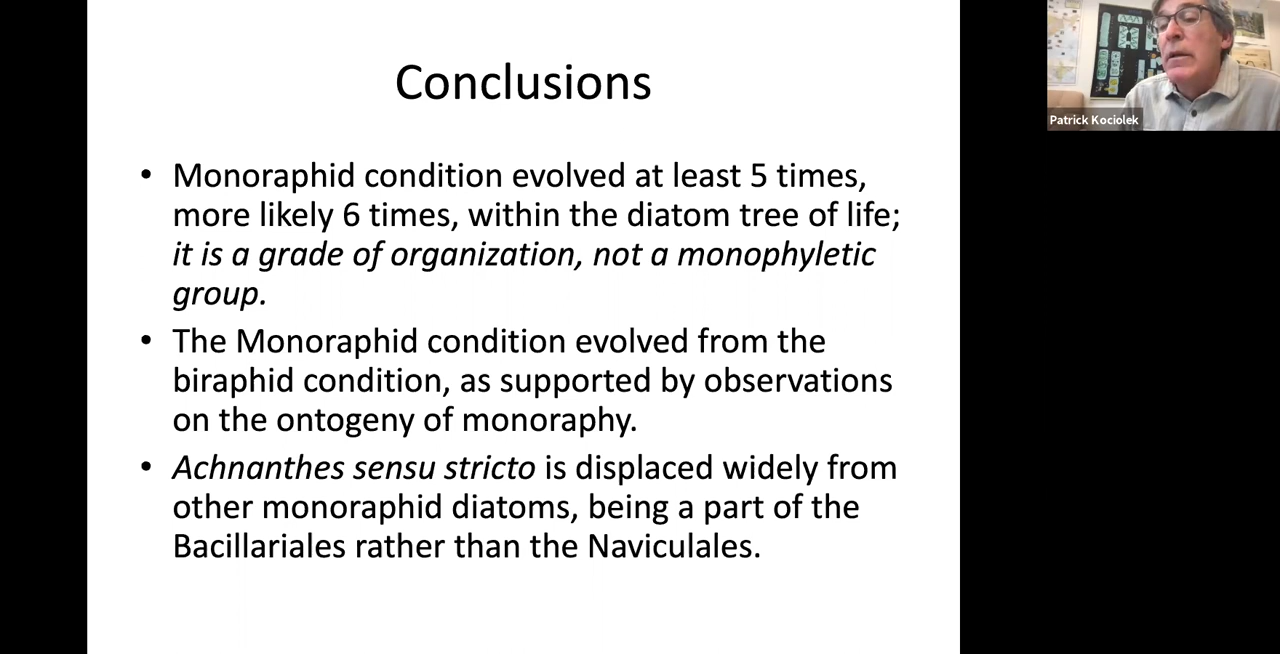 Conclusions
• Monoraphid condition evolved at least 5 times,
more likely 6 times, within the diatom tree of life;
it is a grade of organization, not a monophyletic
group.
• The Monoraphid condition evolved from the
biraphid condition, as supported by observations
on the ontogeny of monoraphy.
• Achnanthes sensu stricto is displaced widely from
other monoraphid diatoms, being a part of the
Bacillariales rather than the Naviculales.
Patrick Kociolek